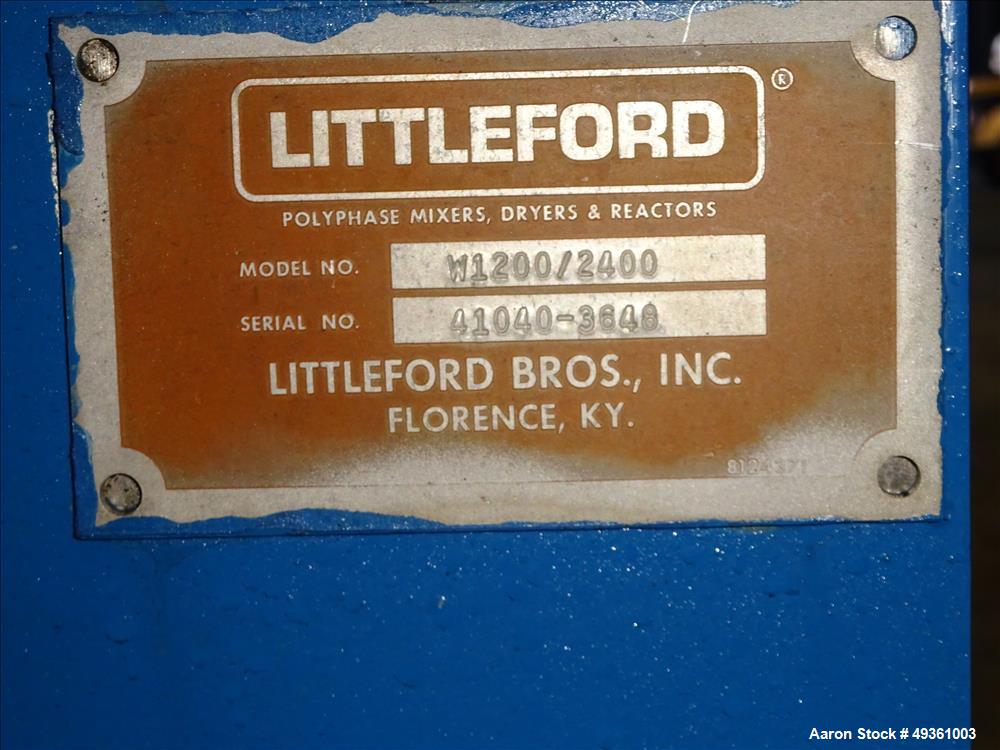 LITTLEFORD ®
POLYPHASE MIXERS, DRYERS & REACTORS
MODEL NO. W1200/2400
SERIAL NO. 41040-3648
LITTLEFORD BROS., INC.
FLORENCE, KY.
8124371
Aaron Stock # 49361003